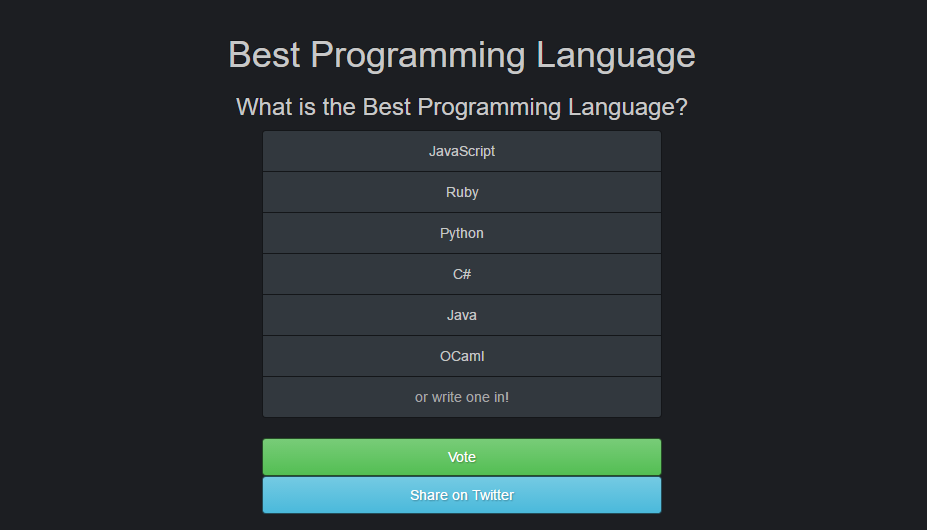 Best Programming Language
What is the Best Programming Language?
JavaScript
Ruby
Python
C#
Java
OCaml
or write one in!
Vote
Share on Twitter